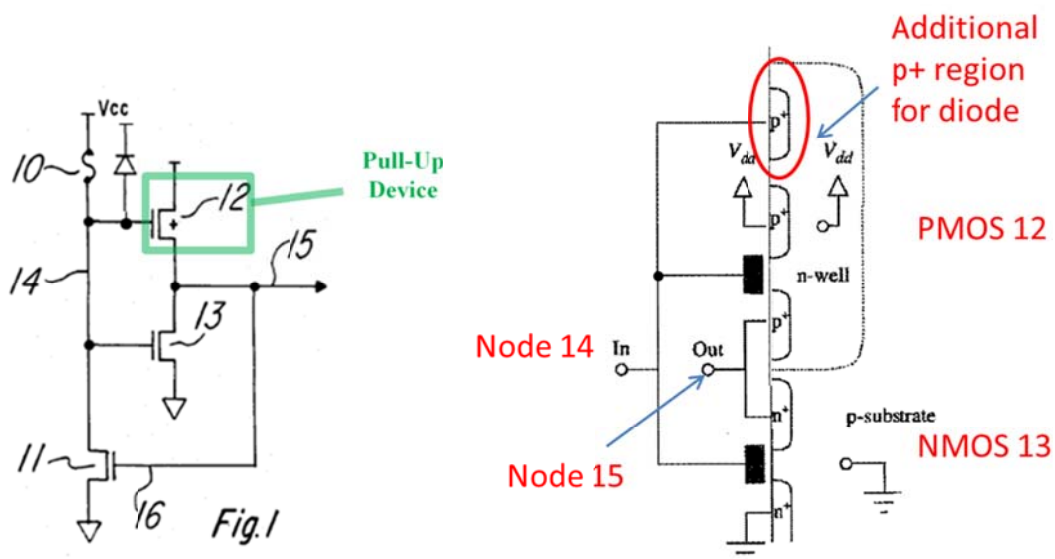 Vcc
10
12
Pull-Up
Device
15
14
13
11
16
Fig.1
Additional
p+ region
for diode
p+
Vdd
Vdd
p+
PMOS 12
n-well
p+
Node 14
In
Out
n+
p-substrate
NMOS 13
Node 15
n+